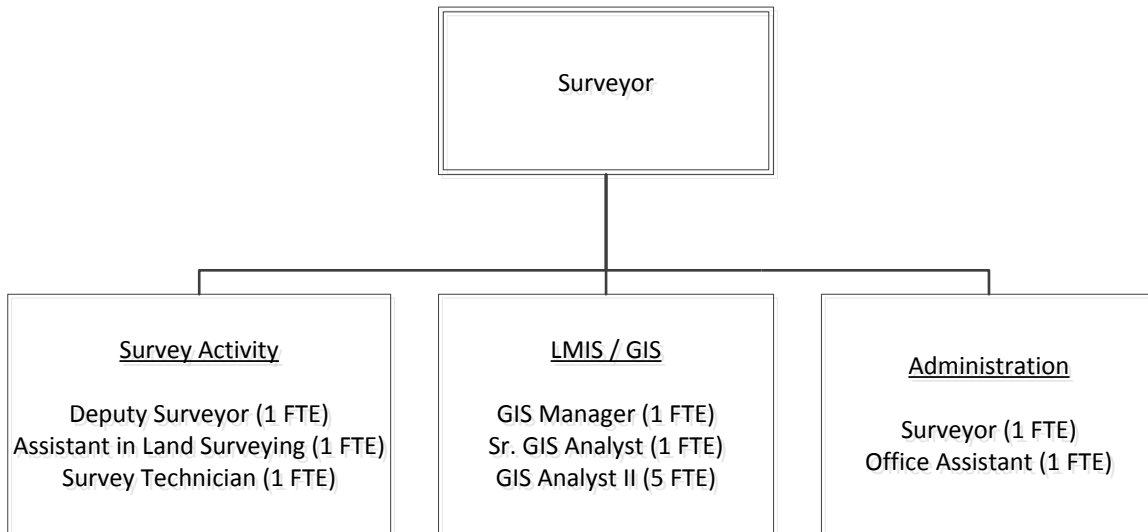 Surveyor
Survey Activity
Deputy Surveyor (1 FTE)
Assistant in Land Surveying (1 FTE)
Survey Technician (1 FTE)
LMIS / GIS
GIS Manager (1 FTE)
Sr. GIS Analyst (1 FTE)
GIS Analyst II (5 FTE)
Administration
Surveyor (1 FTE)
Office Assistant (1 FTE)